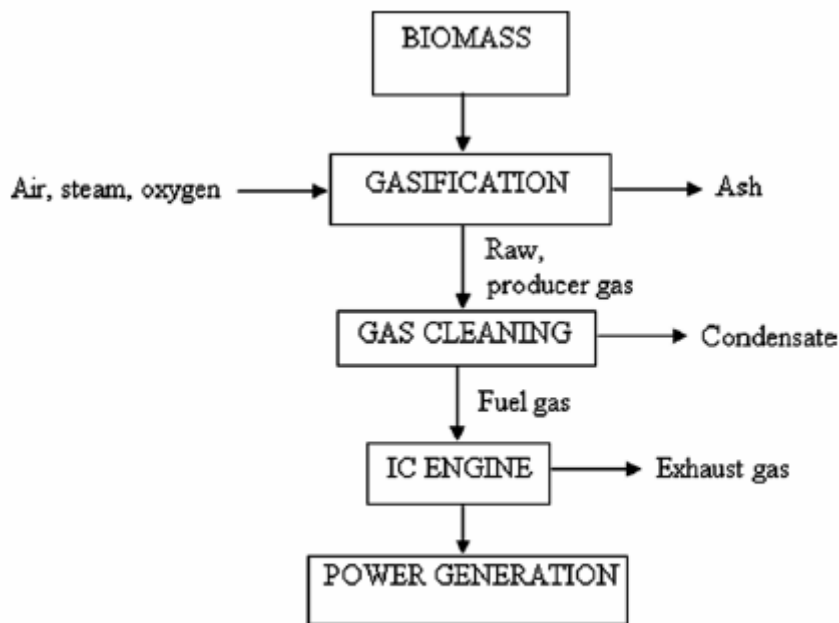 BIOMASS
Air, steam, oxygen
GASIFICATION
Ash
Raw,
producer gas
GAS CLEANING
Condensate
Fuel gas
IC ENGINE
Exhaust gas
POWER GENERATION